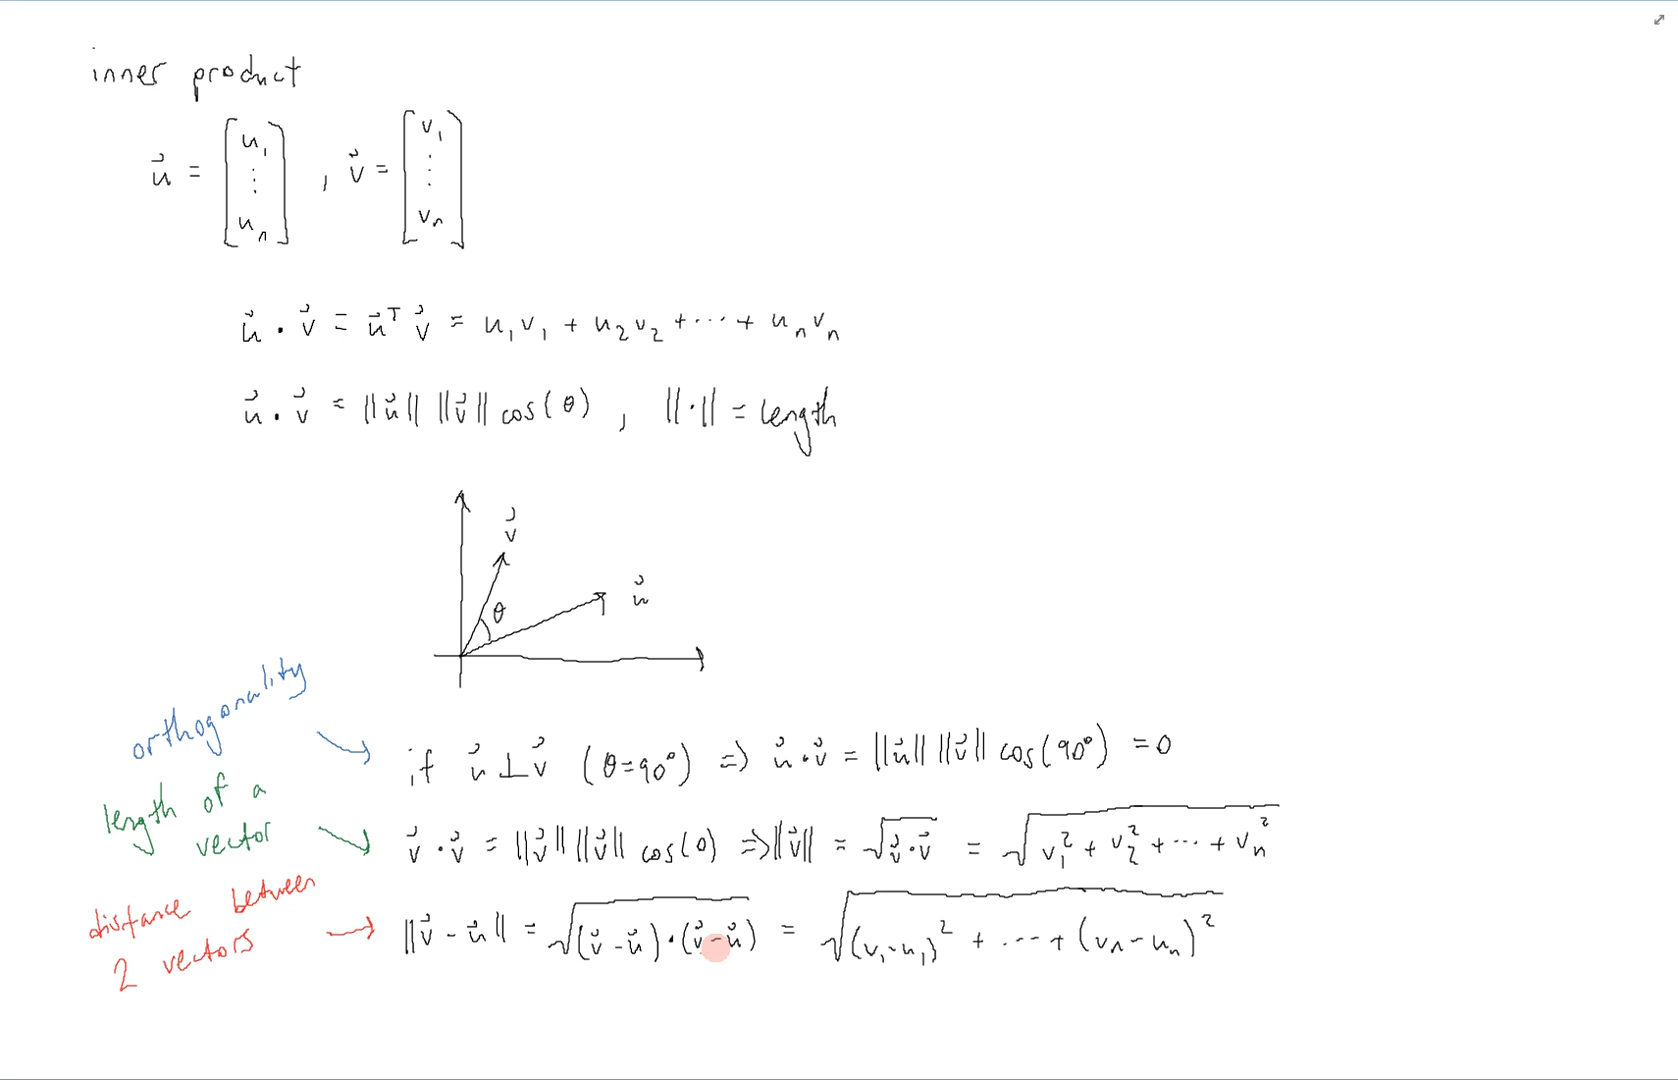 inner product
u⃗ = [u₁ ⋮ uₙ] , v⃗ = [v₁ ⋮ vₙ]
u⃗ · v⃗ = u⃗ᵀ v⃗ = u₁v₁ + u₂v₂ + ··· + uₙvₙ
u⃗ · v⃗ = ||u⃗|| ||v⃗|| cos(θ) , ||·|| = length
v⃗
u⃗
θ
orthogonality
if u⃗ ⊥ v⃗ (θ=90°) => u⃗ · v⃗ = ||u⃗|| ||v⃗|| cos(90°) = 0
length of a
vector
v⃗ · v⃗ = ||v⃗|| ||v⃗|| cos(0) => ||v⃗|| = √(v⃗ · v⃗) = √(v₁² + v₂² + ··· + vₙ²)
distance between
2 vectors
||v⃗ - u⃗|| = √((v⃗ - u⃗) · (v⃗ - u⃗)) = √((v₁ - u₁)² + ··· + (vₙ - uₙ)²)